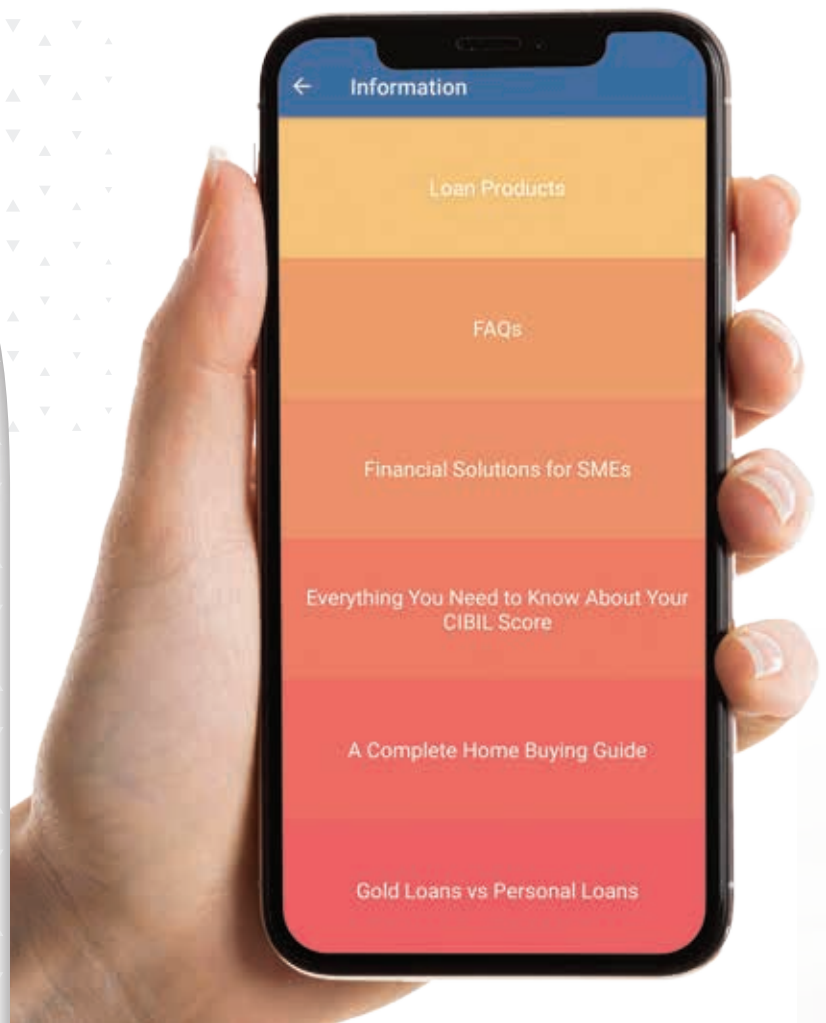 Information
Loan Products
FAQs
Financial Solutions for SMEs
Everything You Need to Know About Your
CIBIL Score
A Complete Home Buying Guide
Gold Loans vs Personal Loans